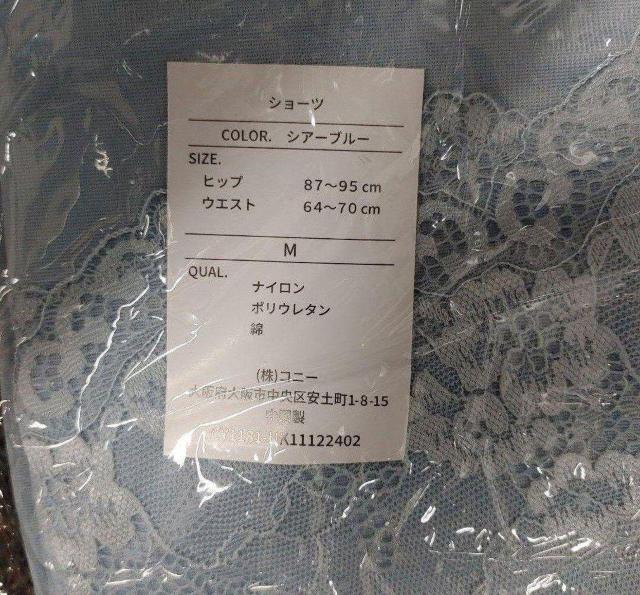 ショーツ
COLOR. シアーブルー
SIZE.
ヒップ 87〜95 cm
ウエスト 64〜70 cm
M
QUAL.
ナイロン
ポリウレタン
綿
(株)コニー
大阪府大阪市中央区安土町1-8-15
中国製
K11122402